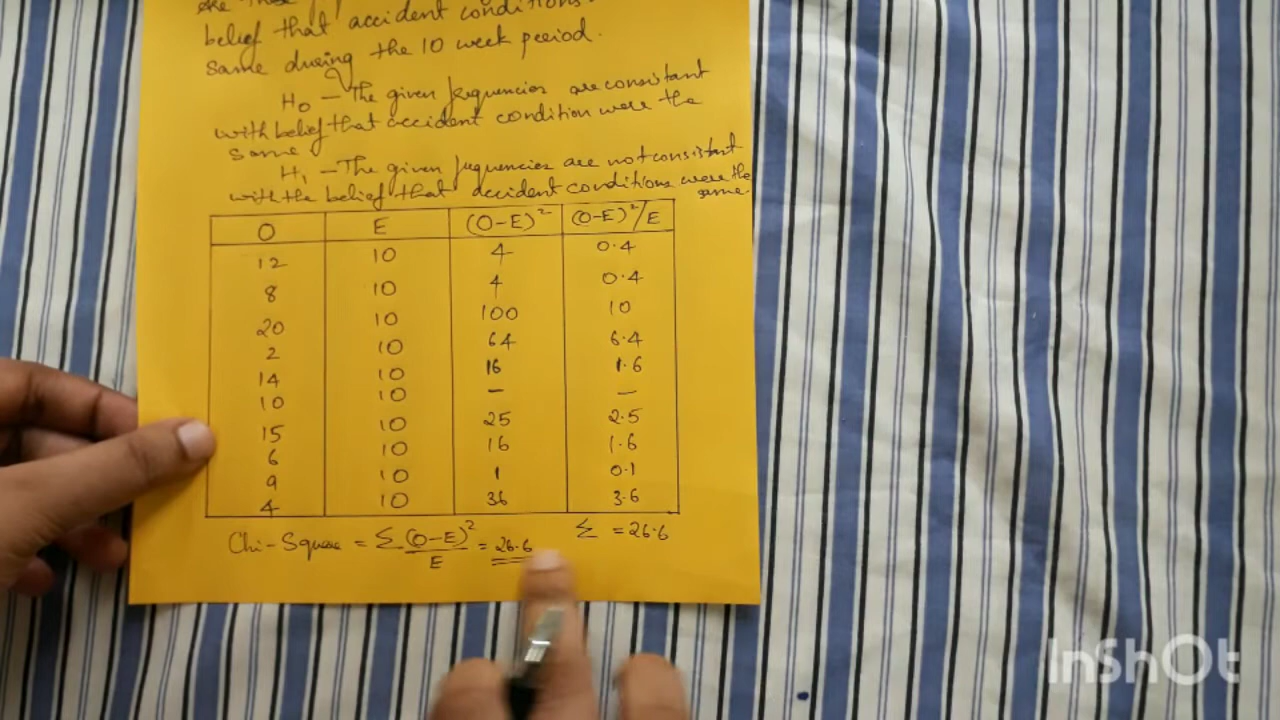 belief that accident conditions
same during the 10 week period.
H0 – The given frequencies are consistant
with belief that accident condition were the
same
H1 – The given frequencies are not consistant
with the belief that accident conditions were the
same
O E (O-E)² (O-E)²/E
12 10 4 0.4
8 10 4 0.4
20 10 100 10
2 10 64 6.4
14 10 16 1.6
10 10 – –
15 10 25 2.5
6 10 16 1.6
9 10 1 0.1
4 10 36 3.6
Chi-Square = Σ (O-E)²/E = 26.6 Σ = 26.6
InShOt